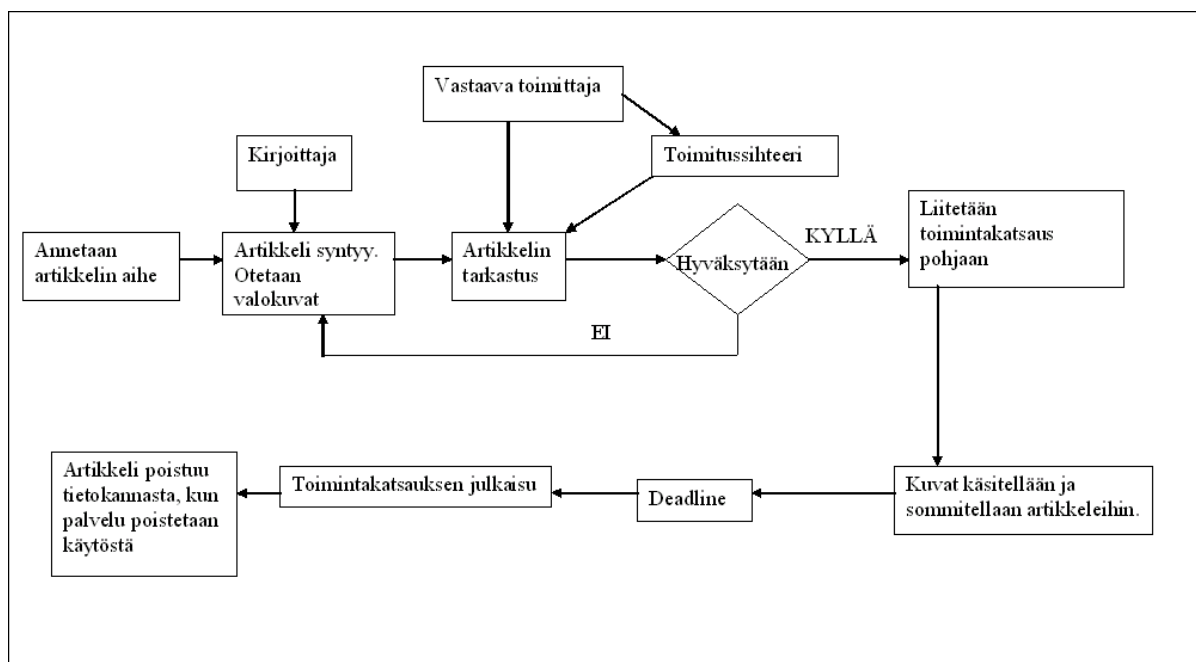 Vastaava toimittaja
Kirjoittaja
Toimitussihteeri
Annetaan
artikkelin aihe
Artikkeli syntyy.
Otetaan
valokuvat
Artikkelin
tarkastus
Hyväksytään
KYLLÄ
Liitetään
toimintakatsaus
pohjaan
EI
Artikkeli poistuu
tietokannasta, kun
palvelu poistetaan
käytöstä
Toimintakatsauksen julkaisu
Deadline
Kuvat käsitellään ja
sommitellaan artikkeleihin.